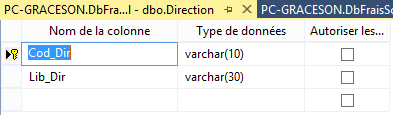 PC-GRACESON.DbFra...l - dbo.Direction
PC-GRACESON.DbFraisSc
Nom de la colonne Type de données Autoriser les...
Cod_Dir varchar(10)
Lib_Dir varchar(30)